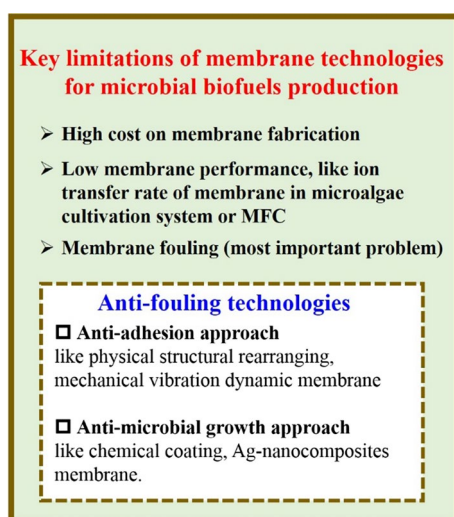 Key limitations of membrane technologies
for microbial biofuels production
➤ High cost on membrane fabrication
➤ Low membrane performance, like ion
transfer rate of membrane in microalgae
cultivation system or MFC
➤ Membrane fouling (most important problem)
Anti-fouling technologies
❑ Anti-adhesion approach
like physical structural rearranging,
mechanical vibration dynamic membrane
❑ Anti-microbial growth approach
like chemical coating, Ag-nanocomposites
membrane.